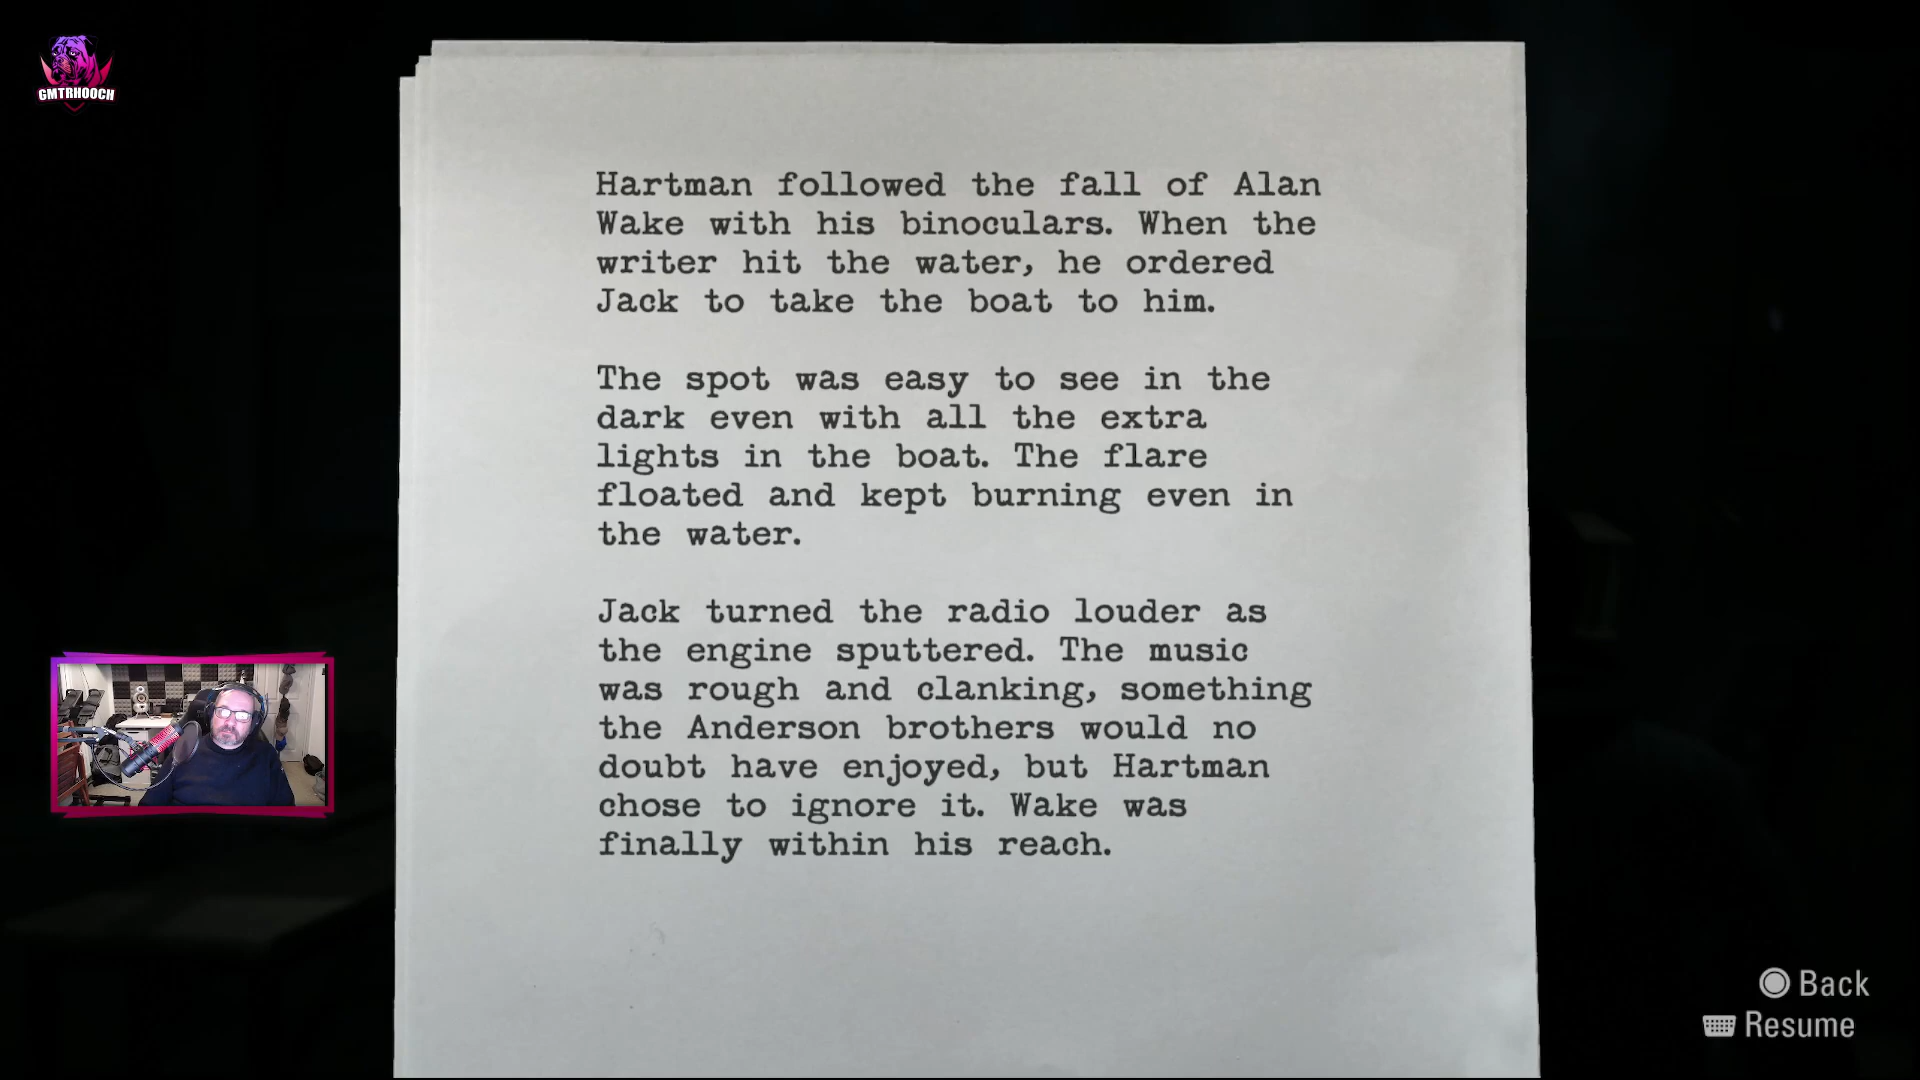 GMTRHOOCH
Hartman followed the fall of Alan
Wake with his binoculars. When the
writer hit the water, he ordered
Jack to take the boat to him.
The spot was easy to see in the
dark even with all the extra
lights in the boat. The flare
floated and kept burning even in
the water.
Jack turned the radio louder as
the engine sputtered. The music
was rough and clanking, something
the Anderson brothers would no
doubt have enjoyed, but Hartman
chose to ignore it. Wake was
finally within his reach.
Back
Resume